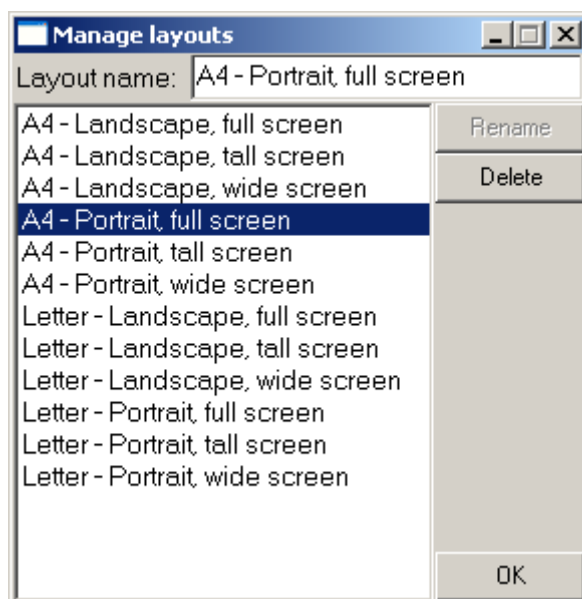 Manage layouts
Layout name: A4 - Portrait, full screen
A4 - Landscape, full screen
A4 - Landscape, tall screen
A4 - Landscape, wide screen
A4 - Portrait, full screen
A4 - Portrait, tall screen
A4 - Portrait, wide screen
Letter - Landscape, full screen
Letter - Landscape, tall screen
Letter - Landscape, wide screen
Letter - Portrait, full screen
Letter - Portrait, tall screen
Letter - Portrait, wide screen
Rename
Delete
OK